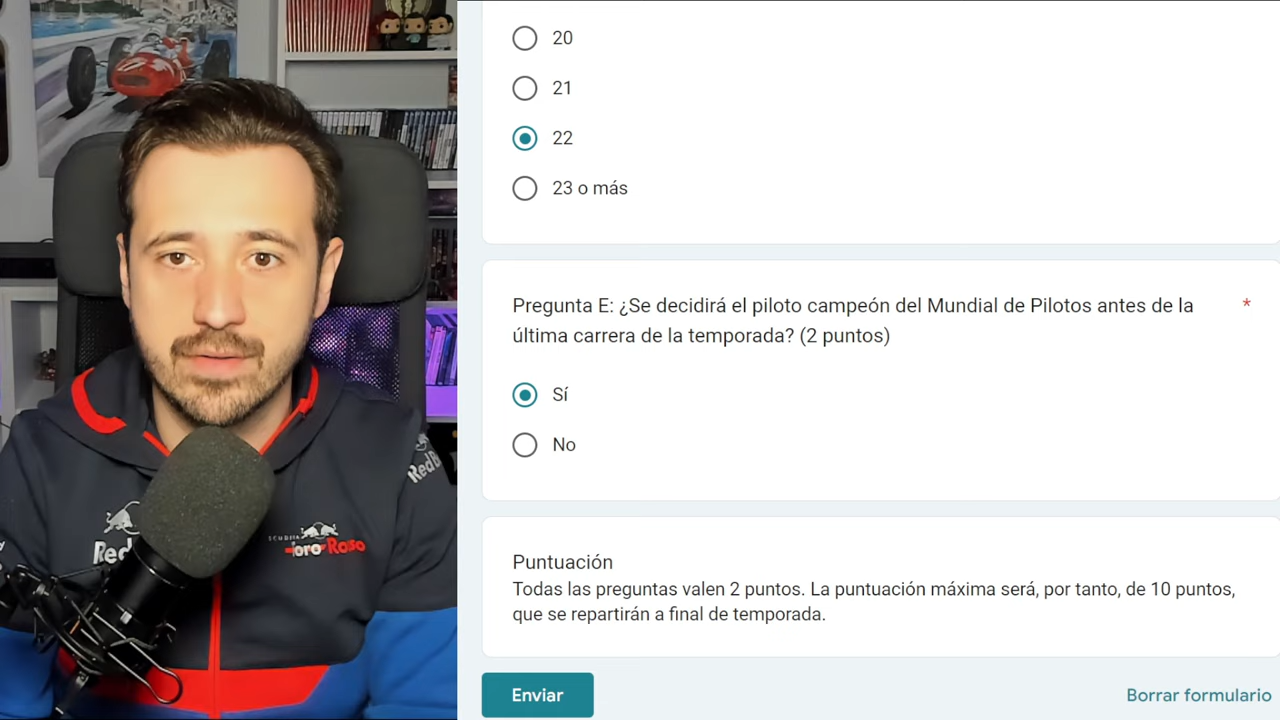 20
21
22
23 o más
Pregunta E: ¿Se decidirá el piloto campeón del Mundial de Pilotos antes de la *
última carrera de la temporada? (2 puntos)
Sí
No
Puntuación
Todas las preguntas valen 2 puntos. La puntuación máxima será, por tanto, de 10 puntos,
que se repartirán a final de temporada.
Enviar
Borrar formulario
Red
SCUDERIA
Toro Rosso
RedB